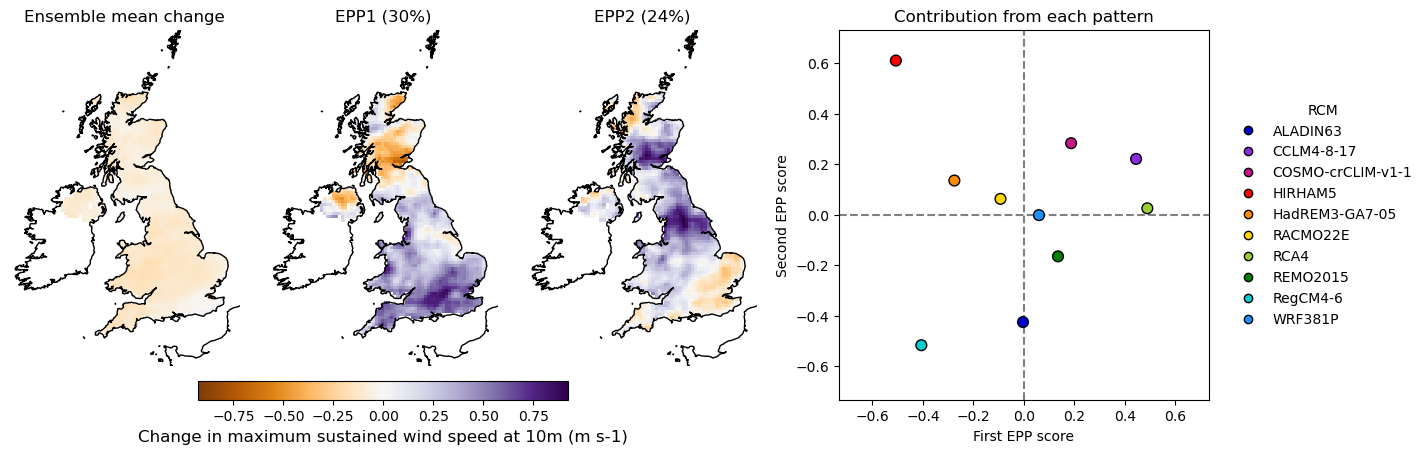 Ensemble mean change
EPP1 (30%)
EPP2 (24%)
Contribution from each pattern
−0.75 −0.50 −0.25 0.00 0.25 0.50 0.75
Change in maximum sustained wind speed at 10m (m s-1)
Second EPP score
0.6
0.4
0.2
0.0
−0.2
−0.4
−0.6
−0.6 −0.4 −0.2 0.0 0.2 0.4 0.6
First EPP score
RCM
ALADIN63
CCLM4-8-17
COSMO-crCLIM-v1-1
HIRHAM5
HadREM3-GA7-05
RACMO22E
RCA4
REMO2015
RegCM4-6
WRF381P